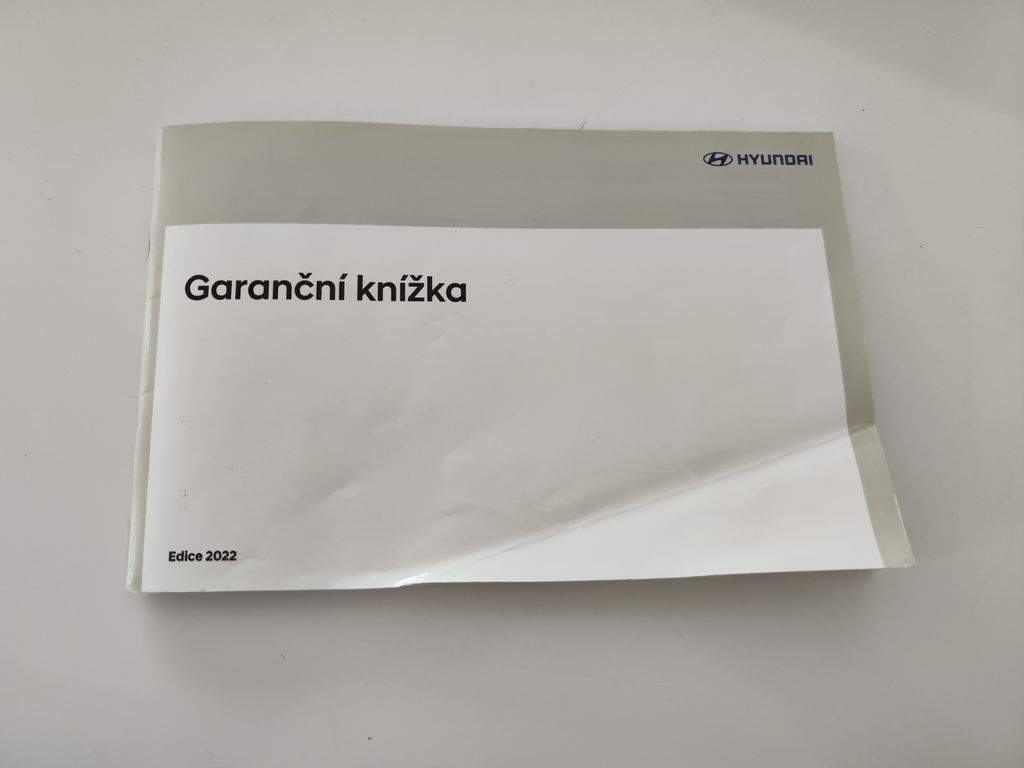 HYUNDAI
Garanční knížka
Edice 2022